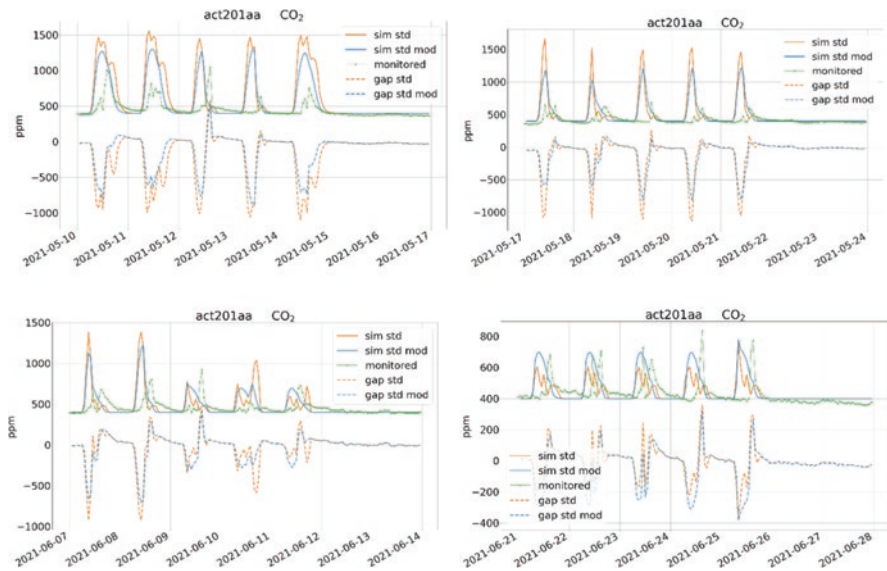 act201aa CO₂
sim std
sim std mod
monitored
gap std
gap std mod
1500
1000
500
0
−500
−1000
ppm
2021-05-10
2021-05-11
2021-05-12
2021-05-13
2021-05-14
2021-05-15
2021-05-16
2021-05-17
act201aa CO₂
sim std
sim std mod
monitored
gap std
gap std mod
1500
1000
500
0
−500
−1000
ppm
2021-05-17
2021-05-18
2021-05-19
2021-05-20
2021-05-21
2021-05-22
2021-05-23
2021-05-24
act201aa CO₂
sim std
sim std mod
monitored
gap std
gap std mod
1500
1000
500
0
−500
−1000
ppm
2021-06-07
2021-06-08
2021-06-09
2021-06-10
2021-06-11
2021-06-12
2021-06-13
2021-06-14
act201aa CO₂
800
600
400
200
0
−200
−400
ppm
sim std
sim std mod
monitored
gap std
gap std mod
2021-06-21
2021-06-22
2021-06-23
2021-06-24
2021-06-25
2021-06-26
2021-06-27
2021-06-28